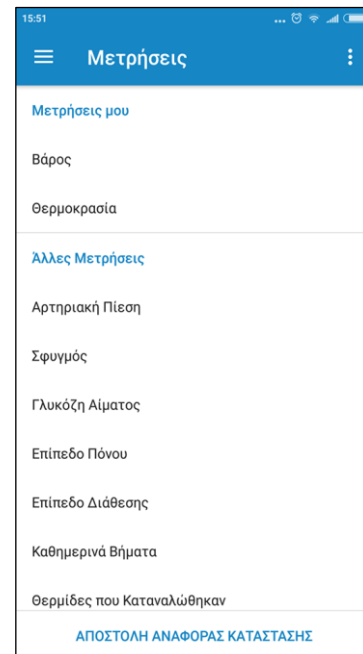 15:51
Μετρήσεις
Μετρήσεις μου
Βάρος
Θερμοκρασία
Άλλες Μετρήσεις
Αρτηριακή Πίεση
Σφυγμός
Γλυκόζη Αίματος
Επίπεδο Πόνου
Επίπεδο Διάθεσης
Καθημερινά Βήματα
Θερμίδες που Καταναλώθηκαν
ΑΠΟΣΤΟΛΗ ΑΝΑΦΟΡΑΣ ΚΑΤΑΣΤΑΣΗΣ